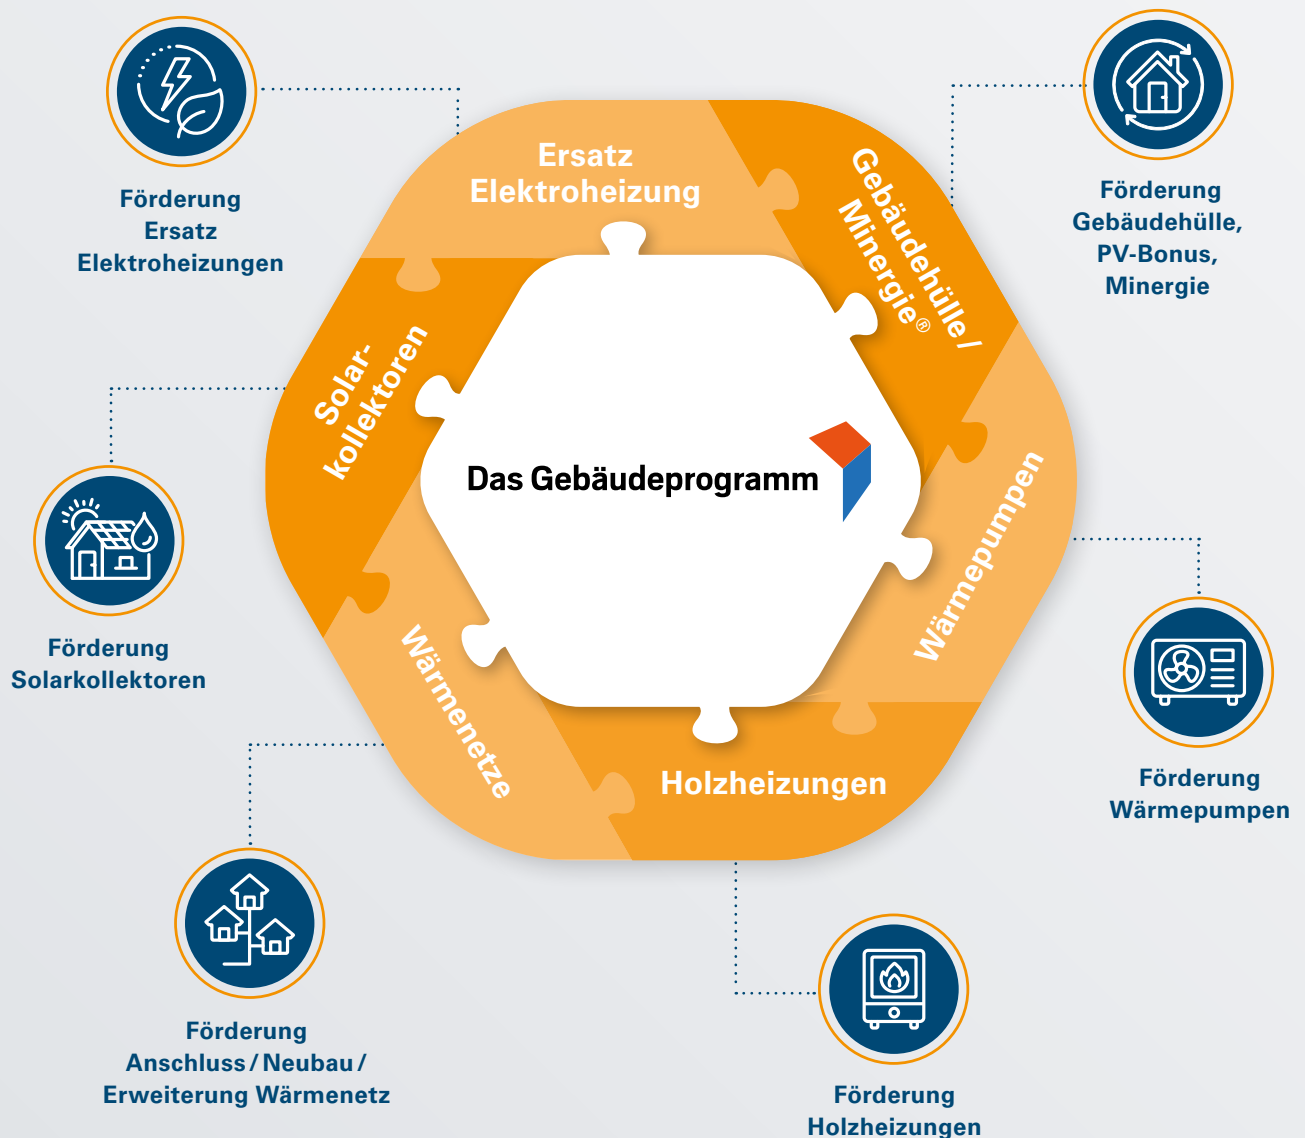 Förderung
Ersatz
Elektroheizungen
Förderung
Gebäudehülle,
PV-Bonus,
Minergie
Ersatz
Elektroheizung
Gebäudehülle /
Minergie®
Solar-
kollektoren
Das Gebäudeprogramm
Wärmepumpen
Wärmenetze
Holzheizungen
Förderung
Solarkollektoren
Förderung
Wärmepumpen
Förderung
Anschluss / Neubau /
Erweiterung Wärmenetz
Förderung
Holzheizungen